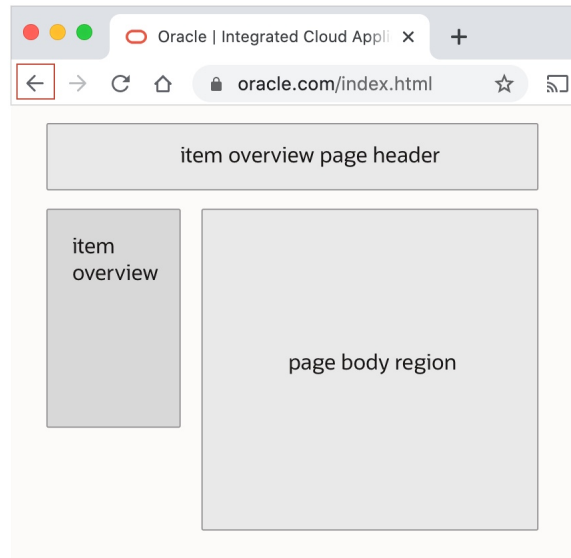 Oracle | Integrated Cloud Appli
oracle.com/index.html
item overview page header
item
overview
page body region